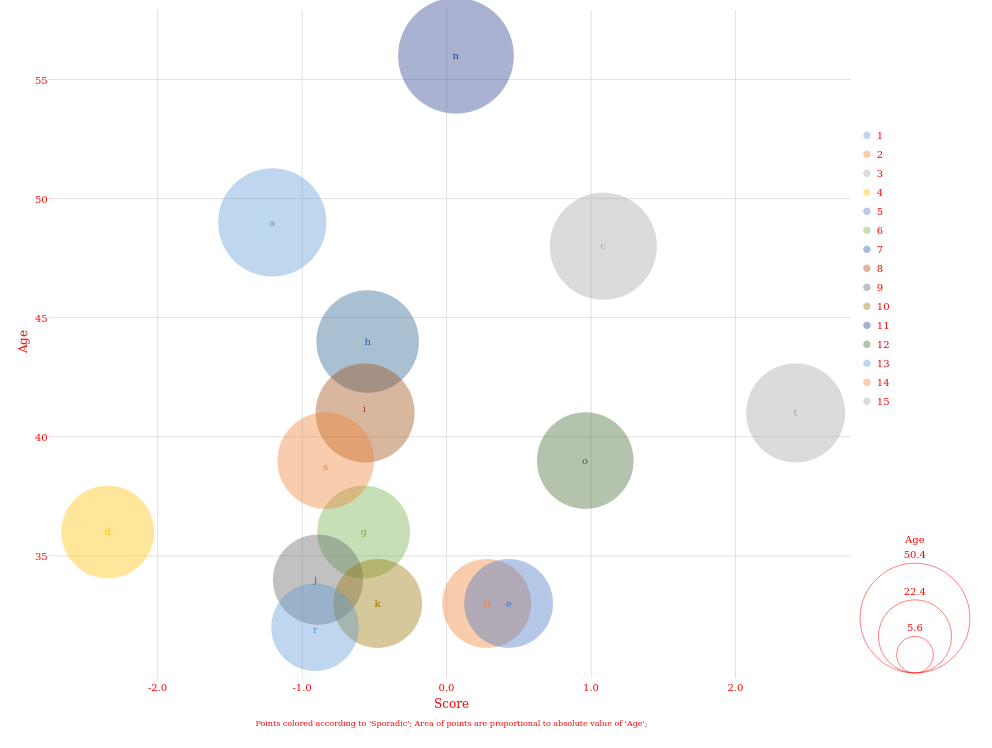 n
55
1
2
3
50
4
a
5
c
6
7
8
9
45
10
h
11
Age
12
13
14
i
15
t
40
o
s
d
g
Age
35
50.4
j
22.4
k
b
e
r
5.6
-2.0
-1.0
0.0
1.0
2.0
Score
Points colored according to 'Sporadic'; Area of points are proportional to absolute value of 'Age';